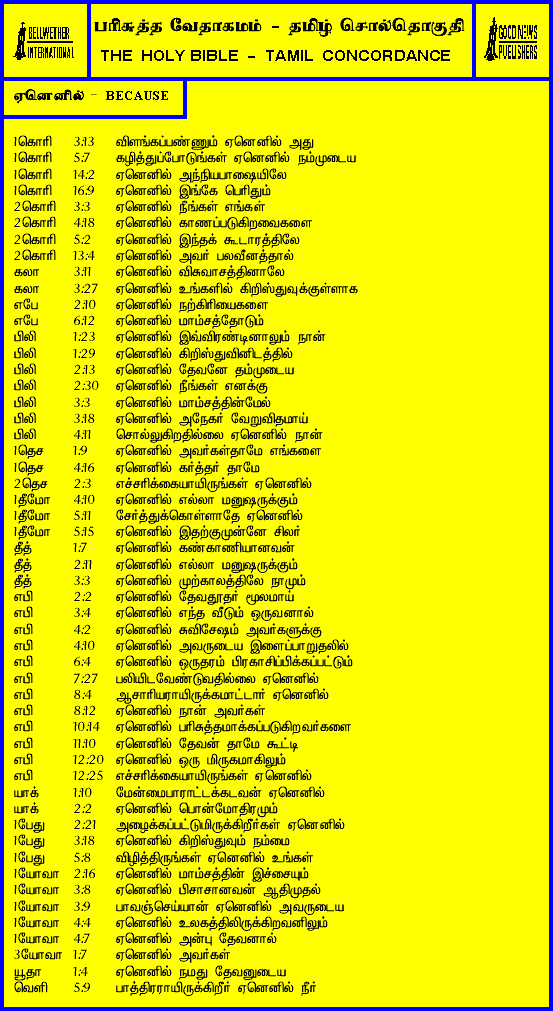 BELLWETHER
INTERNATIONAL
பரிசுத்த வேதாகமம் - தமிழ் சொல்தொகுதி
THE HOLY BIBLE - TAMIL CONCORDANCE
GOOD NEWS
PUBLISHERS
ஏனெனில் - BECAUSE
1கொரி 3:13 விளங்கப்பண்ணும் ஏனெனில் அது
1கொரி 5:7 கழித்துப்போடுங்கள் ஏனெனில் நம்முடைய
1கொரி 14:2 ஏனெனில் அந்நியபாஷையிலே
1கொரி 16:9 ஏனெனில் இங்கே பெரிதும்
2கொரி 3:3 ஏனெனில் நீங்கள் எங்கள்
2கொரி 4:18 ஏனெனில் காணப்படுகிறவைகளை
2கொரி 5:2 ஏனெனில் இந்தக் கூடாரத்திலே
2கொரி 13:4 ஏனெனில் அவர் பலவீனத்தால்
கலா 3:11 ஏனெனில் விசுவாசத்தினாலே
கலா 3:27 ஏனெனில் உங்களில் கிறிஸ்துவுக்குள்ளாக
எபே 2:10 ஏனெனில் நற்கிரியைகளை
எபே 6:12 ஏனெனில் மாம்சத்தோடும்
பிலி 1:23 ஏனெனில் இவ்விரண்டினாலும் நான்
பிலி 1:29 ஏனெனில் கிறிஸ்துவினிடத்தில்
பிலி 2:13 ஏனெனில் தேவனே தம்முடைய
பிலி 2:30 ஏனெனில் நீங்கள் எனக்கு
பிலி 3:3 ஏனெனில் மாம்சத்தின்மேல்
பிலி 3:18 ஏனெனில் அநேகர் வேறுவிதமாய்
பிலி 4:11 சொல்லுகிறதில்லை ஏனெனில் நான்
1தெச 1:9 ஏனெனில் அவர்கள்தாமே எங்களை
1தெச 4:16 ஏனெனில் கர்த்தர் தாமே
2தெச 2:3 எச்சரிக்கையாயிருங்கள் ஏனெனில்
1தீமோ 4:10 ஏனெனில் எல்லா மனுஷருக்கும்
1தீமோ 5:11 சேர்த்துக்கொள்ளாதே ஏனெனில்
1தீமோ 5:15 ஏனெனில் இதற்குமுன்னே சிலர்
தீத் 1:7 ஏனெனில் கண்காணியானவன்
தீத் 2:11 ஏனெனில் எல்லா மனுஷருக்கும்
தீத் 3:3 ஏனெனில் முற்காலத்திலே நாமும்
எபி 2:2 ஏனெனில் தேவதூதர் மூலமாய்
எபி 3:4 ஏனெனில் எந்த வீடும் ஒருவனால்
எபி 4:2 ஏனெனில் சுவிசேஷம் அவர்களுக்கு
எபி 4:10 ஏனெனில் அவருடைய இளைப்பாறுதலில்
எபி 6:4 ஏனெனில் ஒருதரம் பிரகாசிப்பிக்கப்பட்டும்
எபி 7:27 பலியிடவேண்டுவதில்லை ஏனெனில்
எபி 8:4 ஆசாரியராயிருக்கமாட்டார் ஏனெனில்
எபி 8:12 ஏனெனில் நான் அவர்கள்
எபி 10:14 ஏனெனில் பரிசுத்தமாக்கப்படுகிறவர்களை
எபி 11:10 ஏனெனில் தேவன் தாமே கூட்டி
எபி 12:20 ஏனெனில் ஒரு மிருகமாகிலும்
எபி 12:25 எச்சரிக்கையாயிருங்கள் ஏனெனில்
யாக் 1:10 மேன்மைபாராட்டக்கடவன் ஏனெனில்
யாக் 2:2 ஏனெனில் பொன்மோதிரமும்
1பேது 2:21 அழைக்கப்பட்டுமிருக்கிறீர்கள் ஏனெனில்
1பேது 3:18 ஏனெனில் கிறிஸ்துவும் நம்மை
1பேது 5:8 விழித்திருங்கள் ஏனெனில் உங்கள்
1யோவா 2:16 ஏனெனில் மாம்சத்தின் இச்சையும்
1யோவா 3:8 ஏனெனில் பிசாசானவன் ஆதிமுதல்
1யோவா 3:9 பாவஞ்செய்யான் ஏனெனில் அவருடைய
1யோவா 4:4 ஏனெனில் உலகத்திலிருக்கிறவனிலும்
1யோவா 4:7 ஏனெனில் அன்பு தேவனால்
3யோவா 1:7 ஏனெனில் அவர்கள்
யூதா 1:4 ஏனெனில் நமது தேவனுடைய
வெளி 5:9 பாத்திரராயிருக்கிறீர் ஏனெனில் நீர்